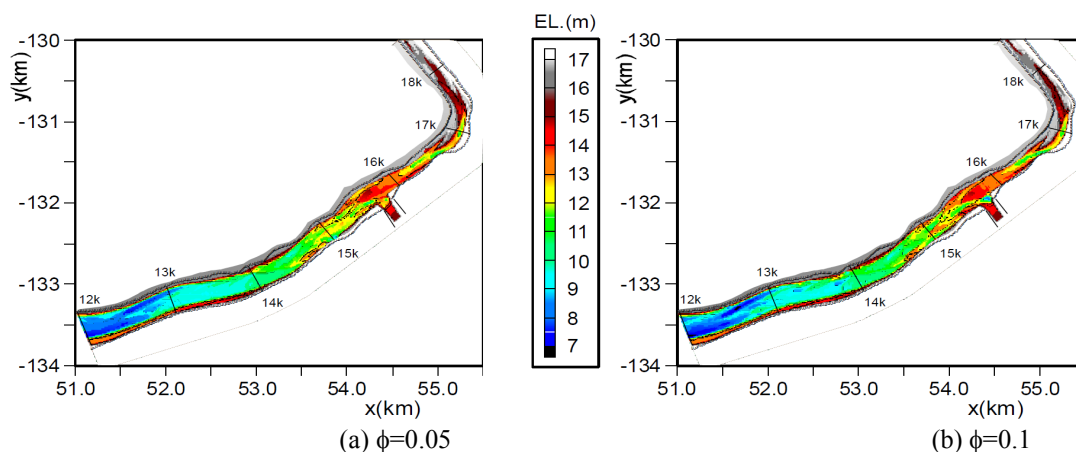 EL.(m)
17
16
15
14
13
12
11
10
9
8
7
y(km)
-130
-131
-132
-133
-134
51.0 52.0 53.0 54.0 55.0
x(km)
18k
17k
16k
15k
14k
13k
12k
(a) ϕ=0.05
y(km)
-130
-131
-132
-133
-134
51.0 52.0 53.0 54.0 55.0
x(km)
18k
17k
16k
15k
14k
13k
12k
(b) ϕ=0.1